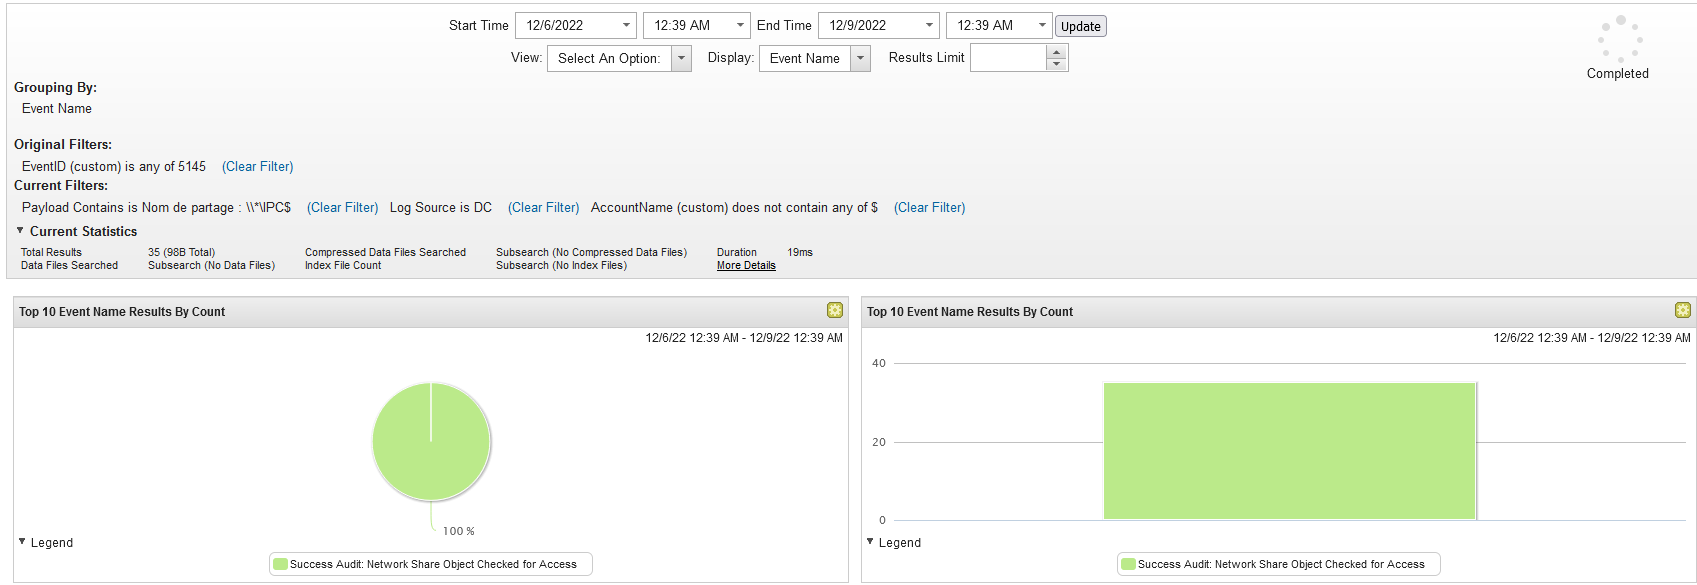 Start Time 12/6/2022 12:39 AM End Time 12/9/2022 12:39 AM Update
View: Select An Option: Display: Event Name Results Limit
Completed
Grouping By:
Event Name
Original Filters:
EventID (custom) is any of 5145 (Clear Filter)
Current Filters:
Payload Contains is Nom de partage : \\*\IPC$ (Clear Filter) Log Source is DC (Clear Filter) AccountName (custom) does not contain any of $ (Clear Filter)
Current Statistics
Total Results 35 (98B Total) Compressed Data Files Searched Subsearch (No Compressed Data Files) Duration 19ms
Data Files Searched Subsearch (No Data Files) Index File Count Subsearch (No Index Files) More Details
Top 10 Event Name Results By Count
12/6/22 12:39 AM - 12/9/22 12:39 AM
100 %
Legend
Success Audit: Network Share Object Checked for Access
Top 10 Event Name Results By Count
12/6/22 12:39 AM - 12/9/22 12:39 AM
40
20
0
Legend
Success Audit: Network Share Object Checked for Access